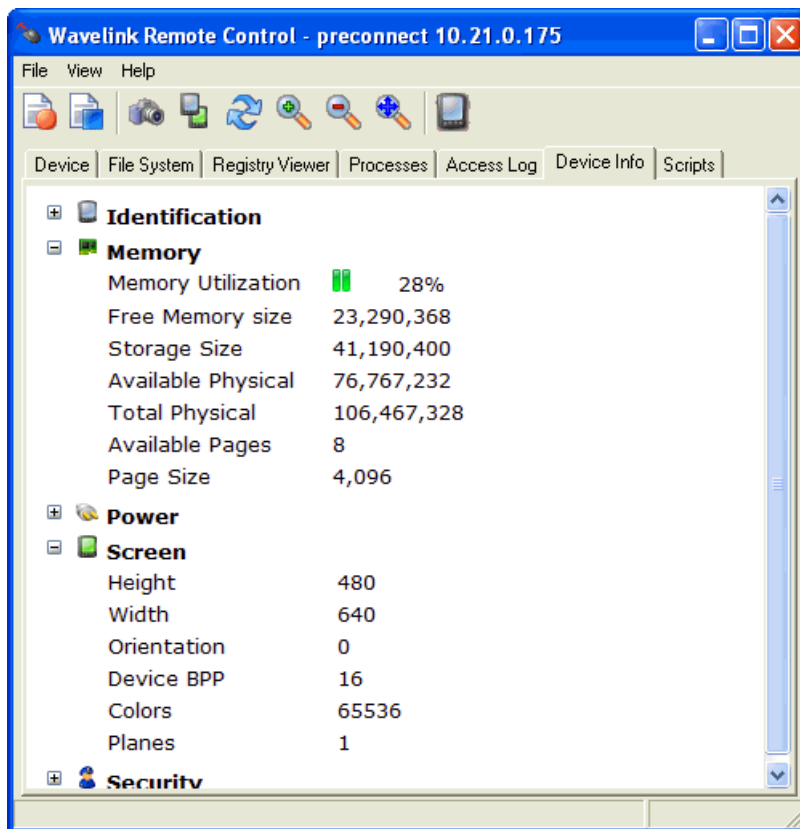 Wavelink Remote Control - preconnect 10.21.0.175
File View Help
Device File System Registry Viewer Processes Access Log Device Info Scripts
Identification
Memory
Memory Utilization 28%
Free Memory size 23,290,368
Storage Size 41,190,400
Available Physical 76,767,232
Total Physical 106,467,328
Available Pages 8
Page Size 4,096
Power
Screen
Height 480
Width 640
Orientation 0
Device BPP 16
Colors 65536
Planes 1
Security